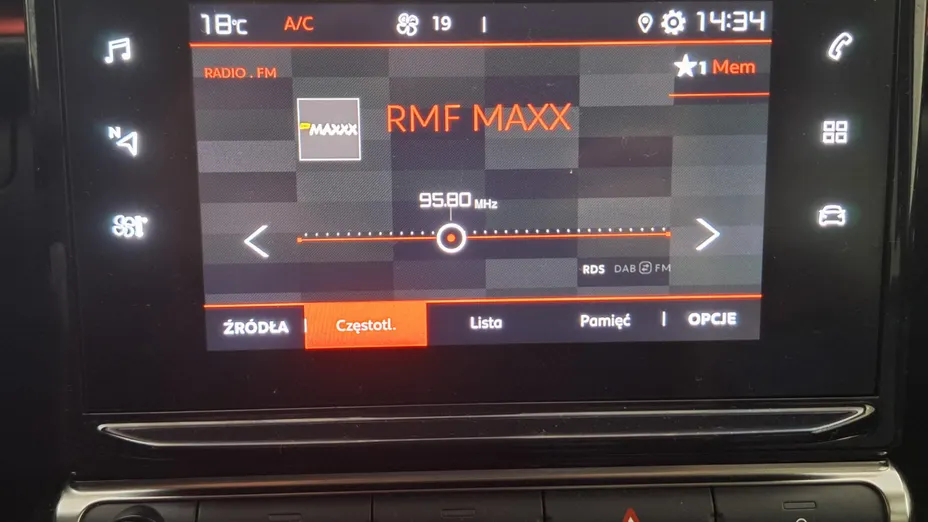 18°C A/C 19 14:34
RADIO . FM
1 Mem
MAXXX
RMF MAXX
N
95.80 MHz
RDS DAB FM
ŹRÓDŁA Częstotl. Lista Pamięć OPCJE